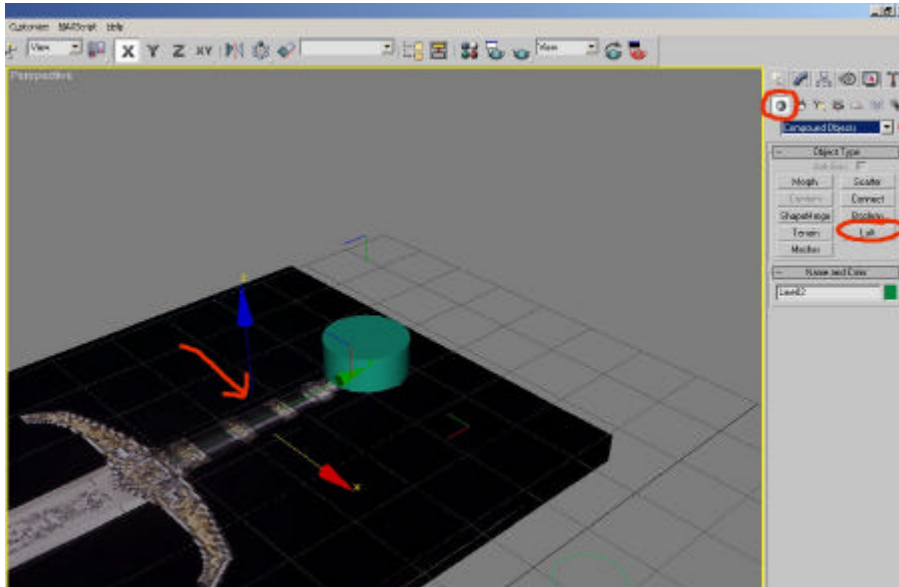 Customize MAXScript Help
View
X Y Z XY
View
Perspective
Compound Objects
Object Type
Morph Scatter
Connect
ShapeMerge Boolean
Terrain Loft
Mesher
Name and Color
z
x